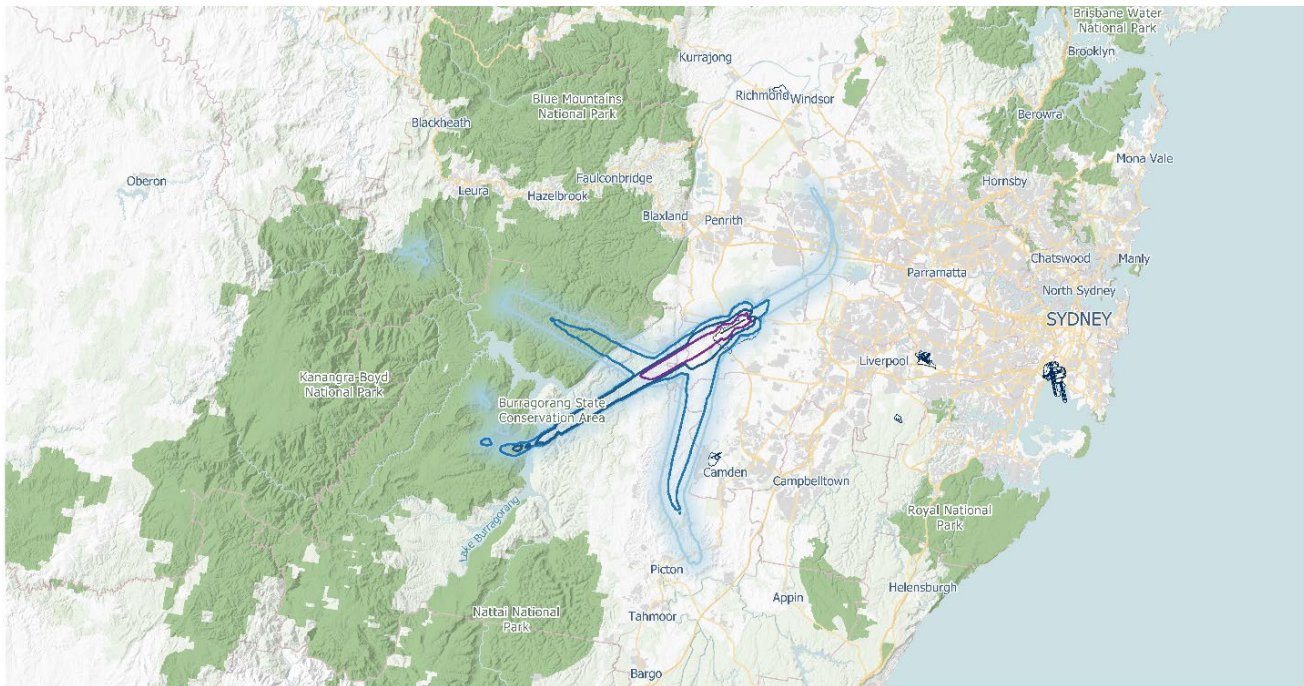 Brisbane Water
National Park
Brooklyn
Kurrajong
Richmond
Windsor
Blue Mountains
National Park
Berowra
Blackheath
Mona Vale
Oberon
Faulconbridge
Hornsby
Leura
Hazelbrook
Blaxland
Penrith
Chatswood
Manly
Parramatta
North Sydney
SYDNEY
Liverpool
Kanangra-Boyd
National Park
Burragorang State
Conservation Area
Camden
Campbelltown
Royal National
Park
Lake Burragorang
Picton
Helensburgh
Appin
Nattai National
Park
Tahmoor
Bargo